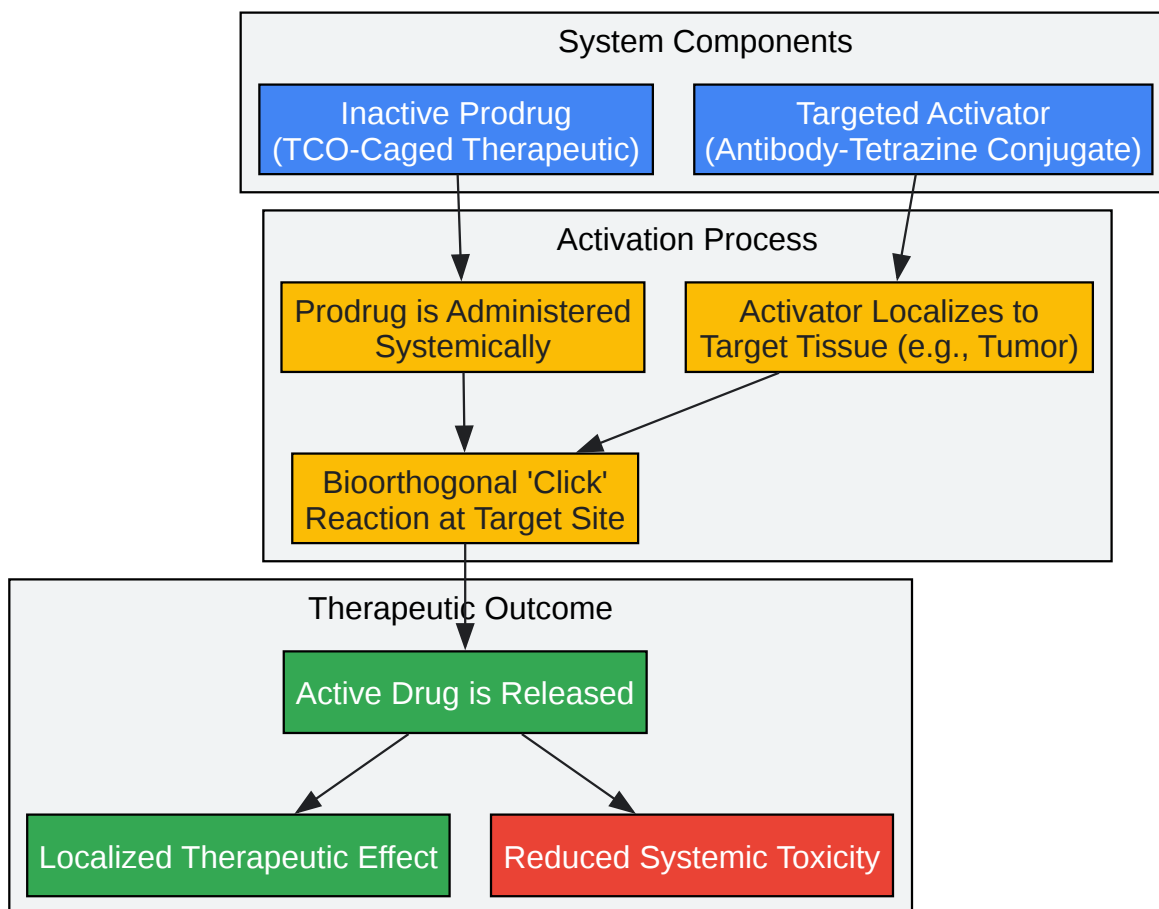 System Components
Inactive Prodrug
(TCO-Caged Therapeutic)
Targeted Activator
(Antibody-Tetrazine Conjugate)
Activation Process
Prodrug is Administered
Systemically
Activator Localizes to
Target Tissue (e.g., Tumor)
Bioorthogonal 'Click'
Reaction at Target Site
Therapeutic Outcome
Active Drug is Released
Localized Therapeutic Effect
Reduced Systemic Toxicity